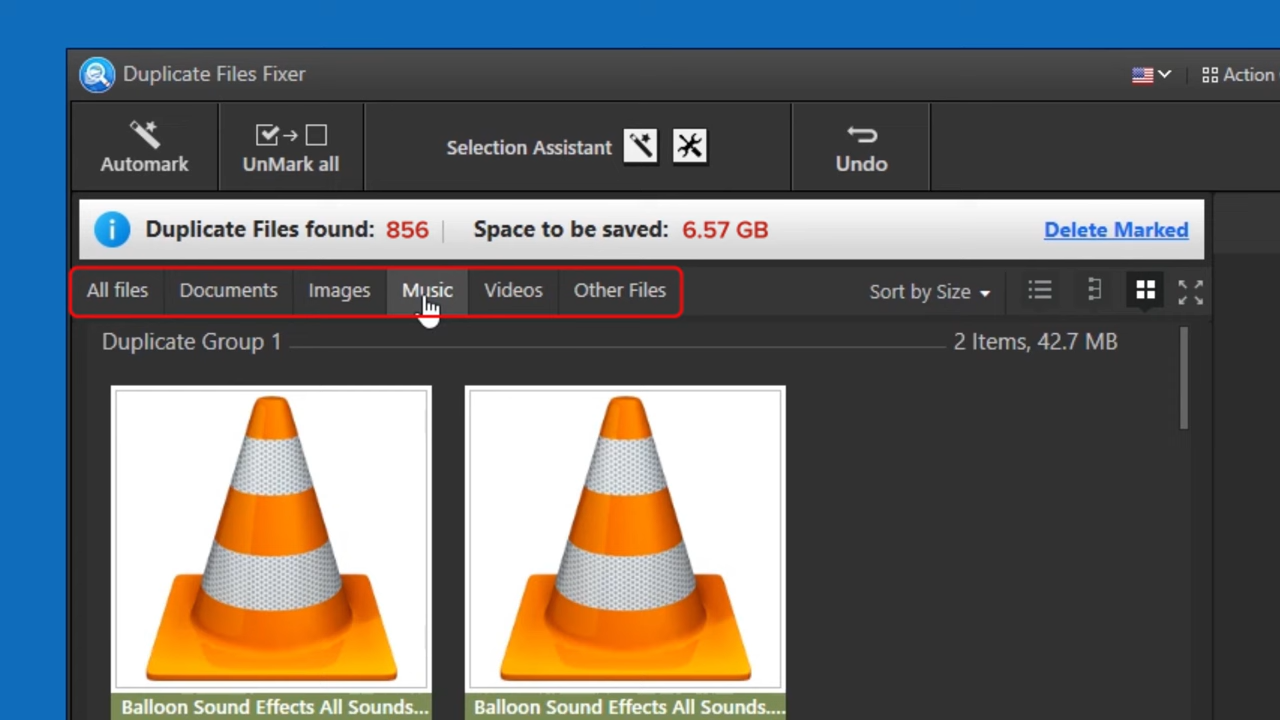 Duplicate Files Fixer
Action
Automark
UnMark all
Selection Assistant
Undo
Duplicate Files found: 856
Space to be saved: 6.57 GB
Delete Marked
All files Documents Images Music Videos Other Files
Sort by Size
Duplicate Group 1
2 Items, 42.7 MB
Balloon Sound Effects All Sounds...
Balloon Sound Effects All Sounds....